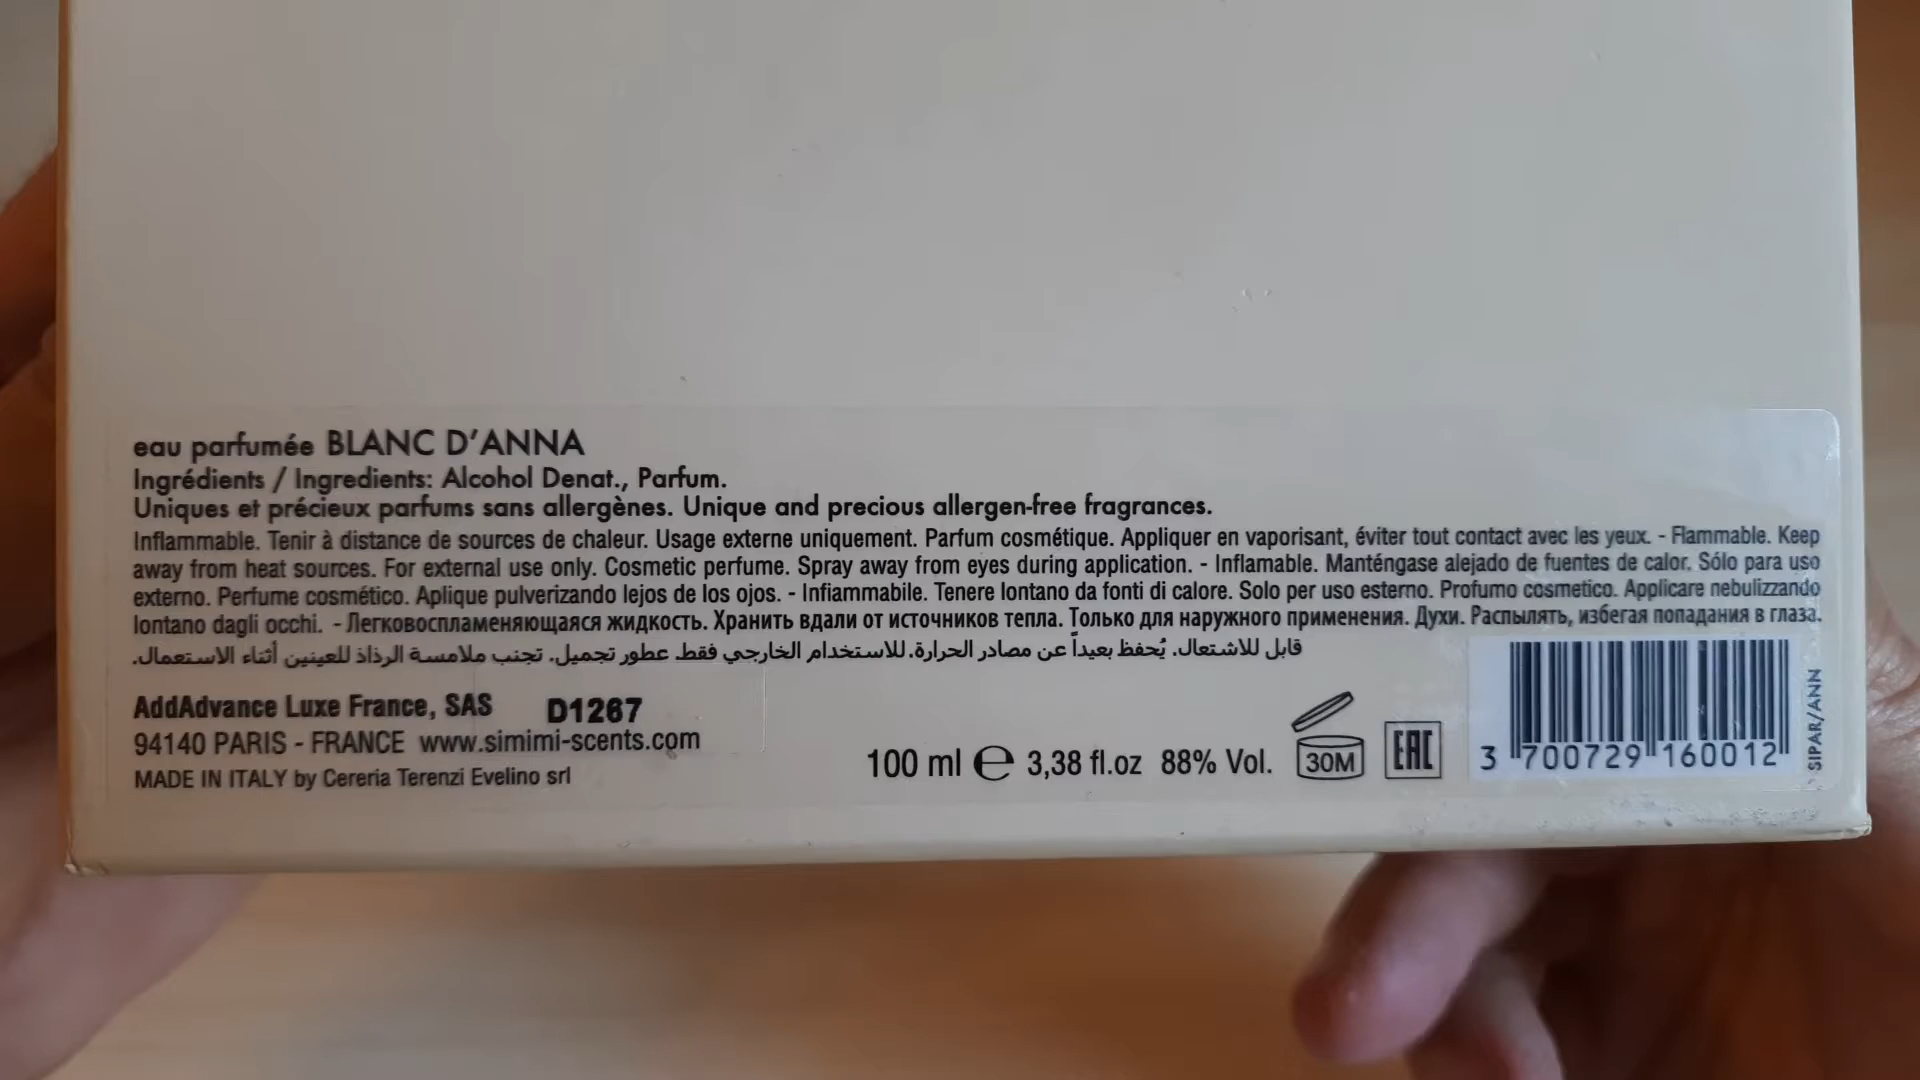 eau parfumée BLANC D'ANNA
Ingrédients / Ingredients: Alcohol Denat., Parfum.
Uniques et précieux parfums sans allergènes. Unique and precious allergen-free fragrances.
Inflammable. Tenir à distance de sources de chaleur. Usage externe uniquement. Parfum cosmétique. Appliquer en vaporisant, éviter tout contact avec les yeux. - Flammable. Keep
away from heat sources. For external use only. Cosmetic perfume. Spray away from eyes during application. - Inflamable. Manténgase alejado de fuentes de calor. Sólo para uso
externo. Perfume cosmético. Aplique pulverizando lejos de los ojos. - Infiammabile. Tenere lontano da fonti di calore. Solo per uso esterno. Profumo cosmetico. Applicare nebulizzando
lontano dagli occhi. - Легковоспламеняющаяся жидкость. Хранить вдали от источников тепла. Только для наружного применения. Духи. Распылять, избегая попадания в глаза.
قابل للاشتعال. يُحفظ بعيداً عن مصادر الحرارة. للاستخدام الخارجي فقط. عطور تجميل. تجنب ملامسة الرذاذ للعينين أثناء الاستعمال.
AddAdvance Luxe France, SAS D1267
94140 PARIS - FRANCE www.simimi-scents.com
MADE IN ITALY by Cereria Terenzi Evelino srl
100 ml e 3,38 fl.oz 88% Vol. 30M EAC
3 700729 160012
SIPAR/ANN